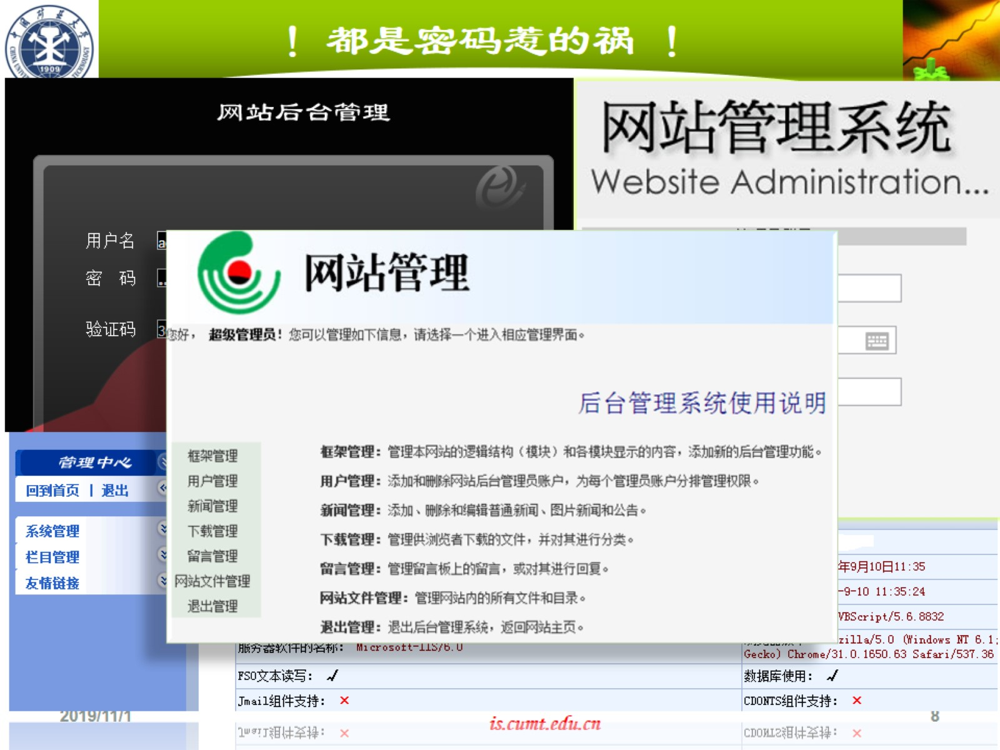 ！都是密码惹的祸！
1909
网站后台管理
用户名
密 码
验证码
网站管理系统
Website Administration...
网站管理
您好， 超级管理员！您可以管理如下信息，请选择一个进入相应管理界面。
后台管理系统使用说明
框架管理
用户管理
新闻管理
下载管理
留言管理
网站文件管理
退出管理
框架管理：管理本网站的逻辑结构（模块）和各模块显示的内容，添加新的后台管理功能。
用户管理：添加和删除网站后台管理员账户，为每个管理员账户分排管理权限。
新闻管理：添加、删除和编辑普通新闻、图片新闻和公告。
下载管理：管理供浏览者下载的文件，并对其进行分类。
留言管理：管理留言板上的留言，或对其进行回复。
网站文件管理：管理网站内的所有文件和目录。
退出管理：退出后台管理系统，返回网站主页。
管理中心
回到首页 | 退出
系统管理
栏目管理
友情链接
年9月10日11:35
-9-10 11:35:24
VBScript/5.6.8832
zilla/5.0 (Windows NT 6.1;
Gecko) Chrome/31.0.1650.63 Safari/537.36
服务器软件的名称： Microsoft-IIS/6.0
FSO文本读写： ✓
数据库使用： ✓
Jmail组件支持： ×
CDONTS组件支持： ×
2019/11/1
is.cumt.edu.cn
8